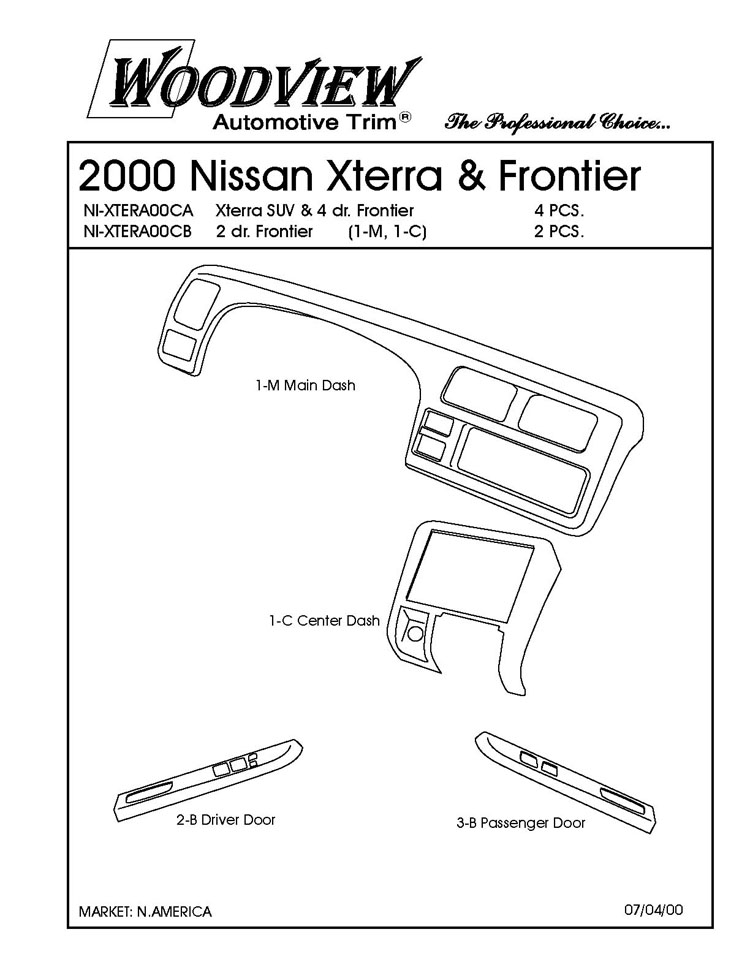 WOODVIEW
Automotive Trim® The Professional Choice...
2000 Nissan Xterra & Frontier
NI-XTERA00CA Xterra SUV & 4 dr. Frontier 4 PCS.
NI-XTERA00CB 2 dr. Frontier (1-M, 1-C) 2 PCS.
1-M Main Dash
1-C Center Dash
2-B Driver Door
3-B Passenger Door
MARKET: N.AMERICA 07/04/00